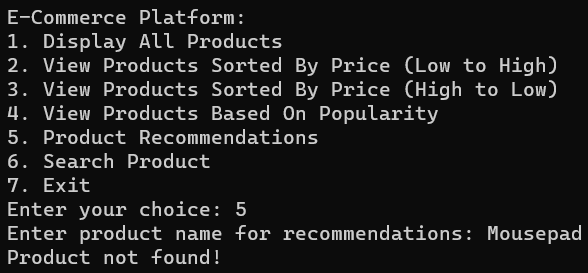 E-Commerce Platform:
1. Display All Products
2. View Products Sorted By Price (Low to High)
3. View Products Sorted By Price (High to Low)
4. View Products Based On Popularity
5. Product Recommendations
6. Search Product
7. Exit
Enter your choice: 5
Enter product name for recommendations: Mousepad
Product not found!